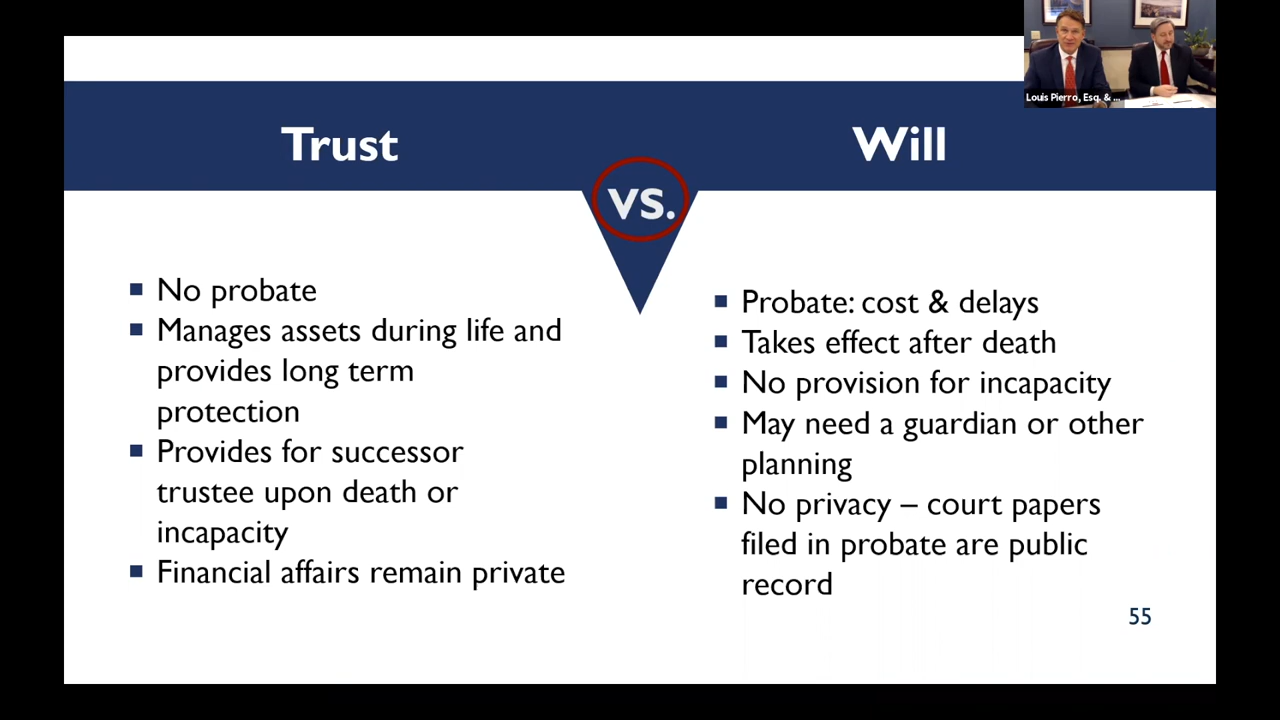 Louis Pierro, Esq. & ...
Trust
vs.
Will
▪ No probate
▪ Manages assets during life and
provides long term
protection
▪ Provides for successor
trustee upon death or
incapacity
▪ Financial affairs remain private
▪ Probate: cost & delays
▪ Takes effect after death
▪ No provision for incapacity
▪ May need a guardian or other
planning
▪ No privacy – court papers
filed in probate are public
record
55